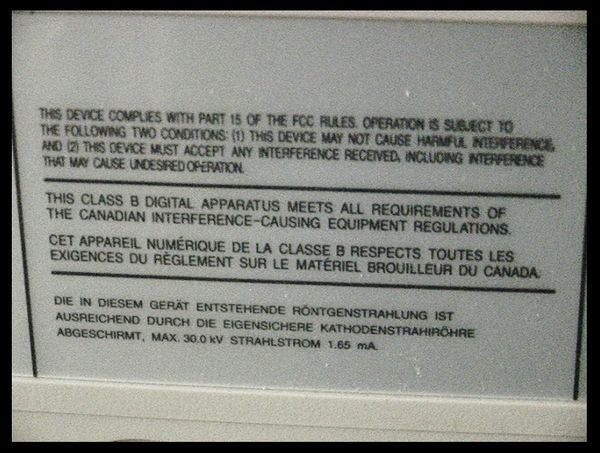 THIS DEVICE COMPLIES WITH PART 15 OF THE FCC RULES. OPERATION IS SUBJECT TO
THE FOLLOWING TWO CONDITIONS: (1) THIS DEVICE MAY NOT CAUSE HARMFUL INTERFERENCE,
AND (2) THIS DEVICE MUST ACCEPT ANY INTERFERENCE RECEIVED, INCLUDING INTERFERENCE
THAT MAY CAUSE UNDESIRED OPERATION.
THIS CLASS B DIGITAL APPARATUS MEETS ALL REQUIREMENTS OF
THE CANADIAN INTERFERENCE-CAUSING EQUIPMENT REGULATIONS.
CET APPAREIL NUMÉRIQUE DE LA CLASSE B RESPECTS TOUTES LES
EXIGENCES DU RÈGLEMENT SUR LE MATÉRIEL BROUILLEUR DU CANADA.
DIE IN DIESEM GERÄT ENTSTEHENDE RÖNTGENSTRAHLUNG IST
AUSREICHEND DURCH DIE EIGENSICHERE KATHODENSTRAHIRÖHRE
ABGESCHIRMT, MAX. 30.0 kV STRAHLSTROM 1.65 mA.